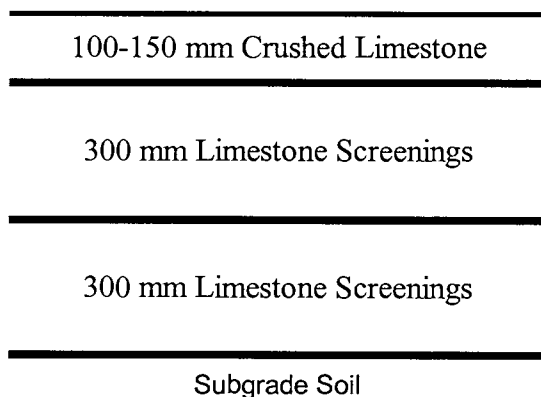 100-150 mm Crushed Limestone
300 mm Limestone Screenings
300 mm Limestone Screenings
Subgrade Soil